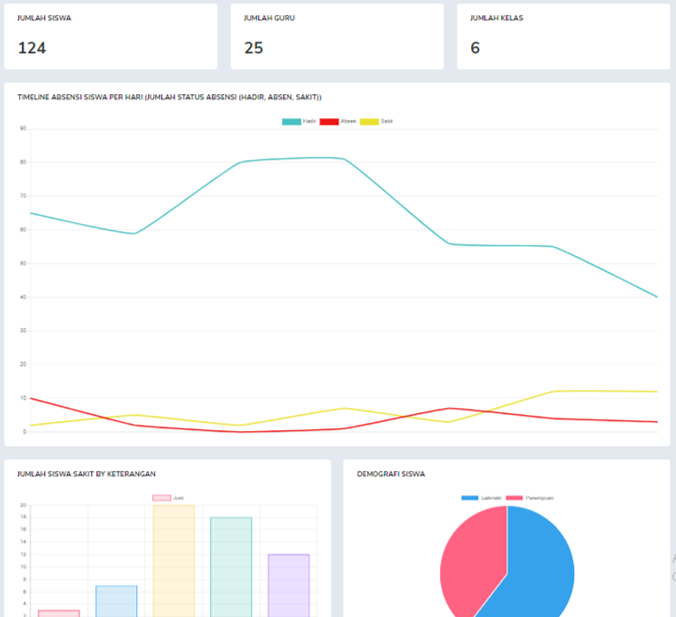 JUMLAH SISWA
124
JUMLAH GURU
25
JUMLAH KELAS
6
TIMELINE ABSENSI SISWA PER HARI (JUMLAH STATUS ABSENSI (HADIR, ABSEN, SAKIT))
Hadir Absen Sakit
90
80
70
60
50
40
30
20
10
0
JUMLAH SISWA SAKIT BY KETERANGAN
Juni
20
18
16
14
12
10
8
6
4
2
DEMOGRAFI SISWA
Laki-laki Perempuan